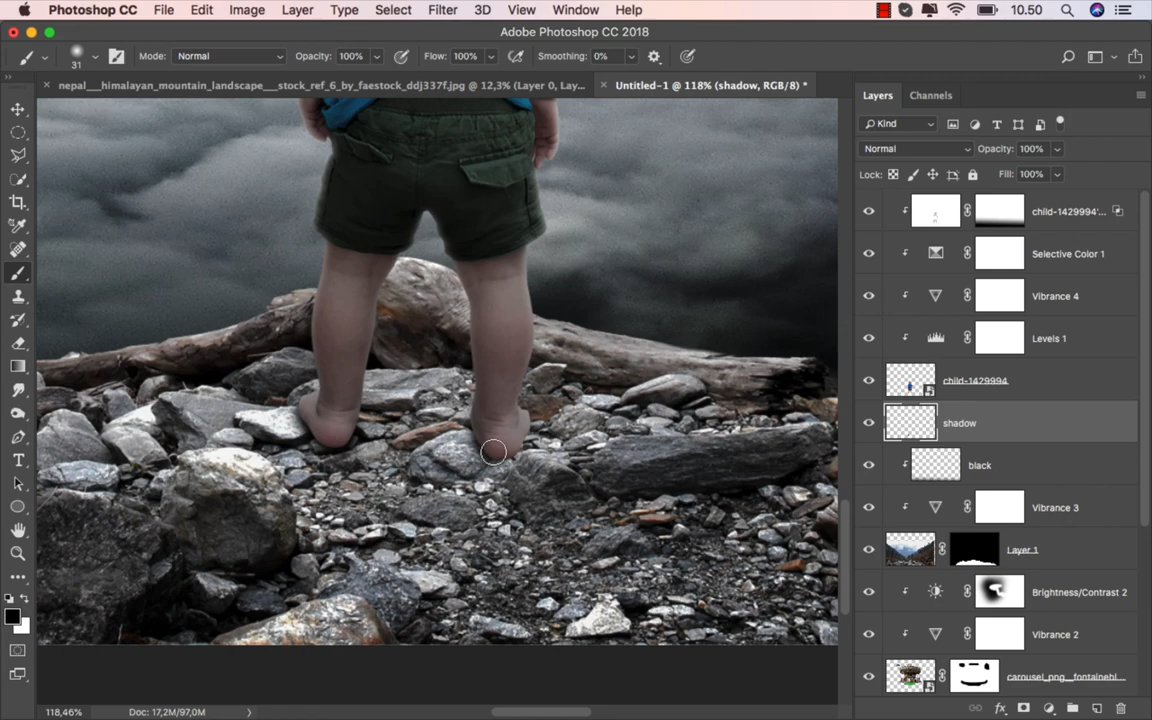 Photoshop CC File Edit Image Layer Type Select Filter 3D View Window Help 10.50
Adobe Photoshop CC 2018
31 Mode: Normal Opacity: 100% Flow: 100% Smoothing: 0%
nepal___himalayan_mountain_landscape___stock_ref_6_by_faestock_ddj337f.jpg @ 12,3% (Layer 0, Lay... Untitled-1 @ 118% (shadow, RGB/8) *
Layers Channels
Kind
Normal Opacity: 100%
Lock: Fill: 100%
child-1429994'...
Selective Color 1
Vibrance 4
Levels 1
child-1429994
shadow
black
Vibrance 3
Layer 1
Brightness/Contrast 2
Vibrance 2
carousel_png__fontainebl...
118,46% Doc: 17,2M/97,0M